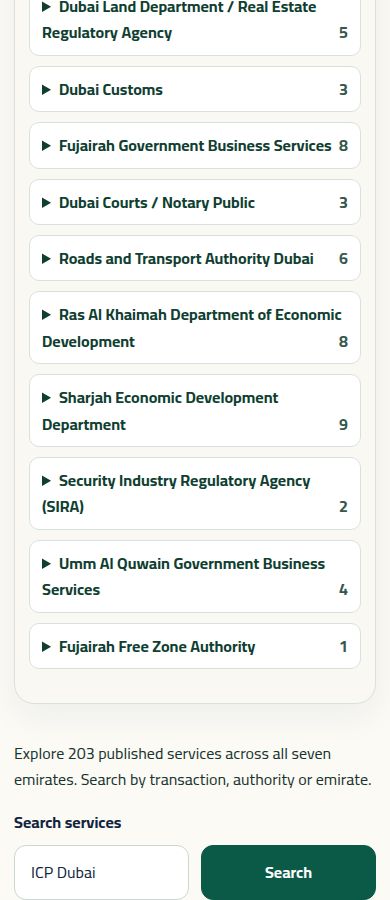 Dubai Land Department / Real Estate
Regulatory Agency 5
Dubai Customs 3
Fujairah Government Business Services 8
Dubai Courts / Notary Public 3
Roads and Transport Authority Dubai 6
Ras Al Khaimah Department of Economic
Development 8
Sharjah Economic Development
Department 9
Security Industry Regulatory Agency
(SIRA) 2
Umm Al Quwain Government Business
Services 4
Fujairah Free Zone Authority 1
Explore 203 published services across all seven
emirates. Search by transaction, authority or emirate.
Search services
ICP Dubai Search